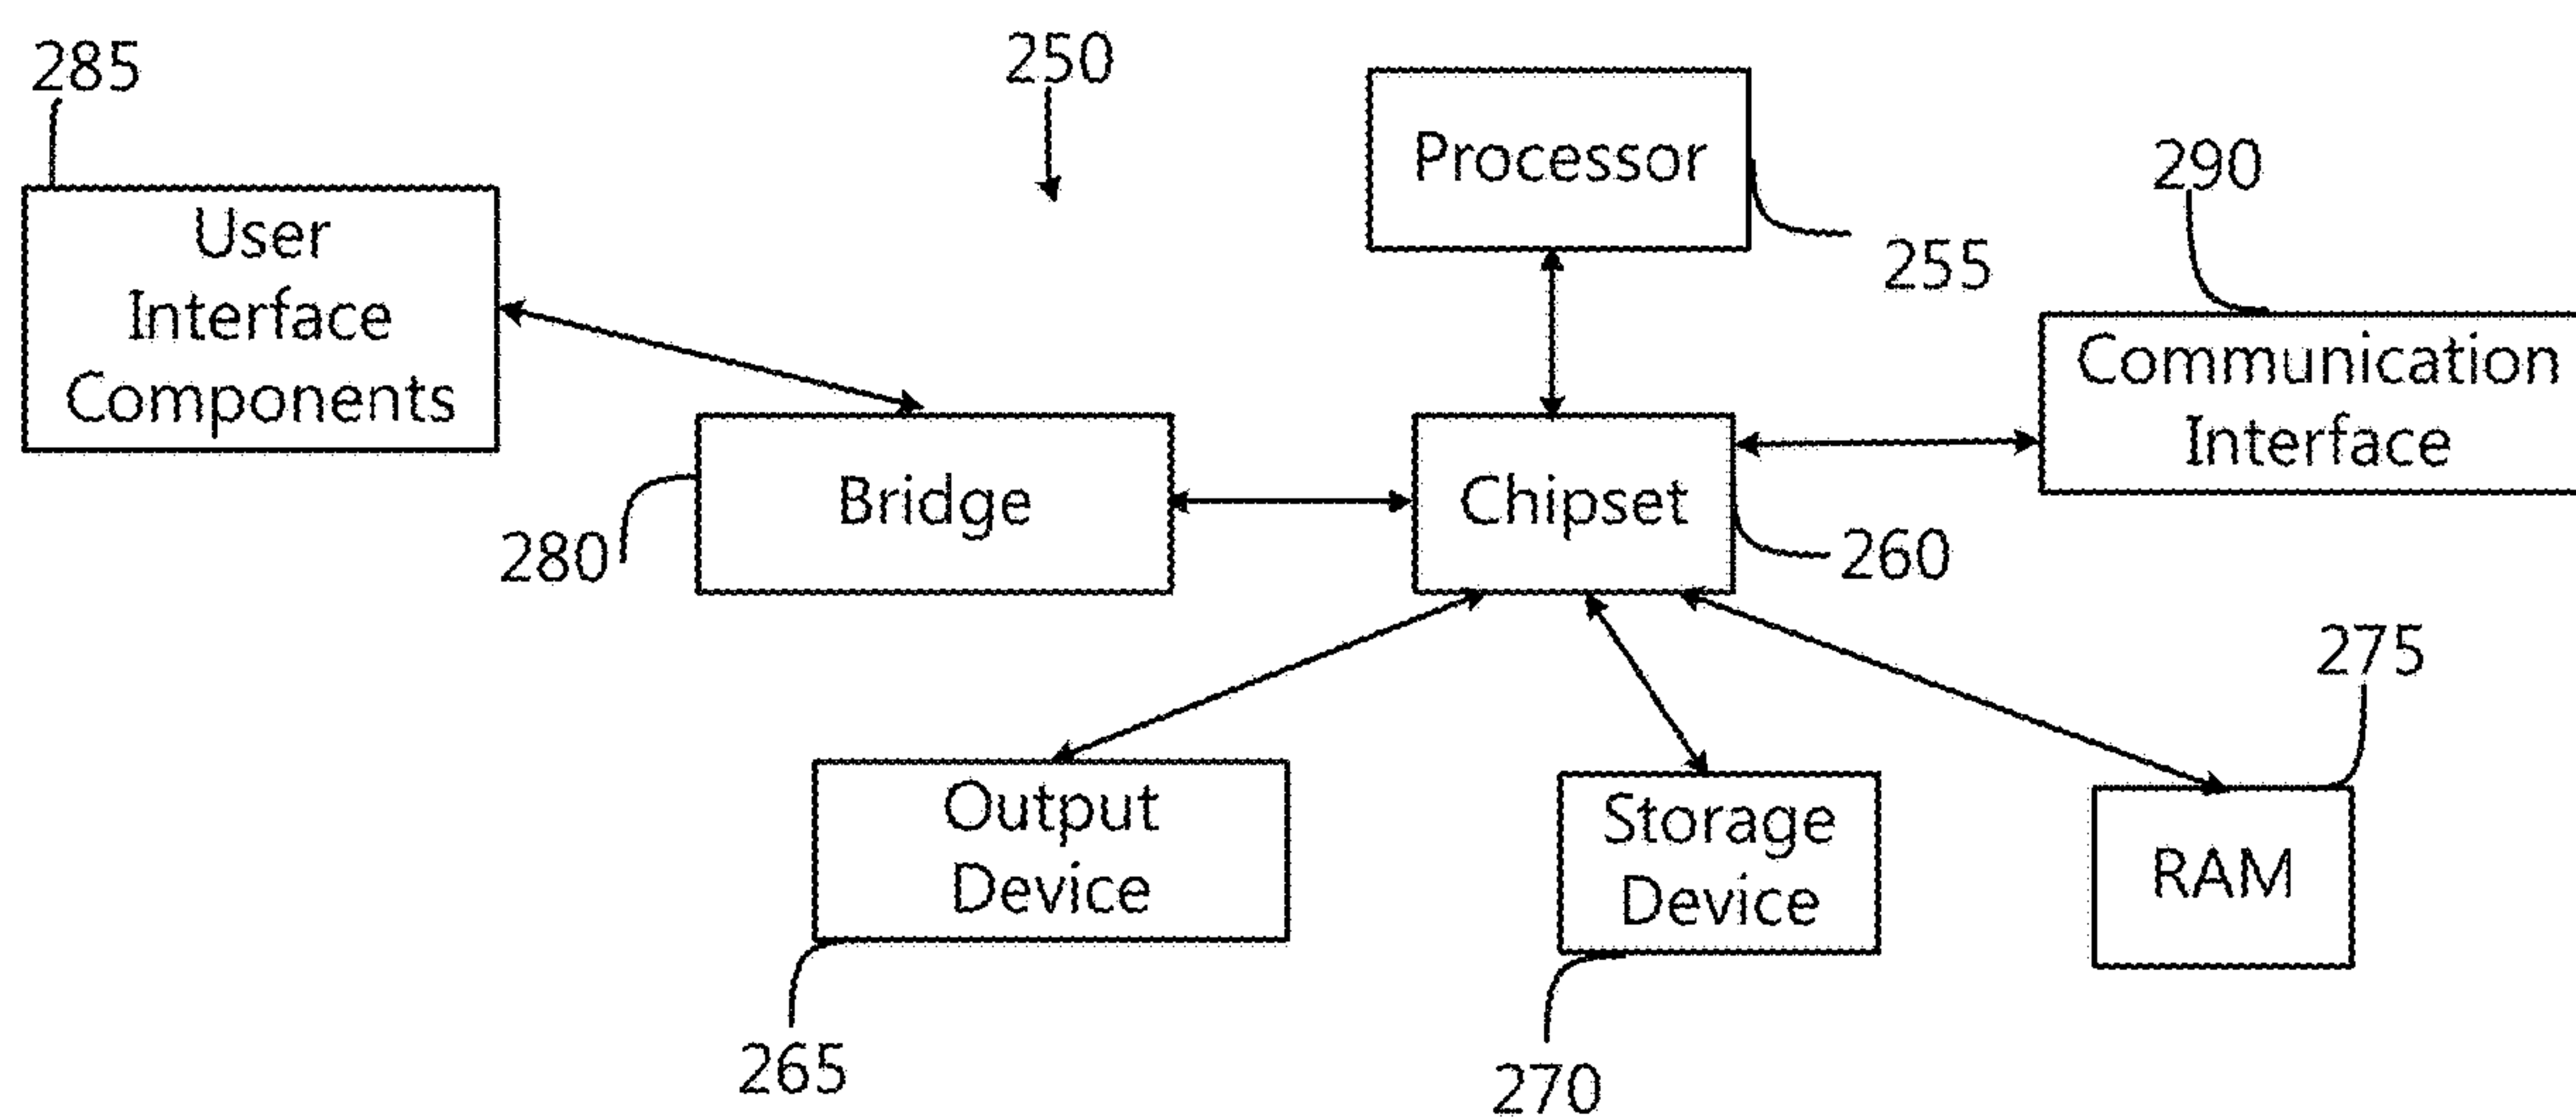 285
250
Processor
290
User
Interface
Components
255
Communication
Interface
Bridge
Chipset
280
260
275
Output
Device
Storage
Device
RAM
265
270